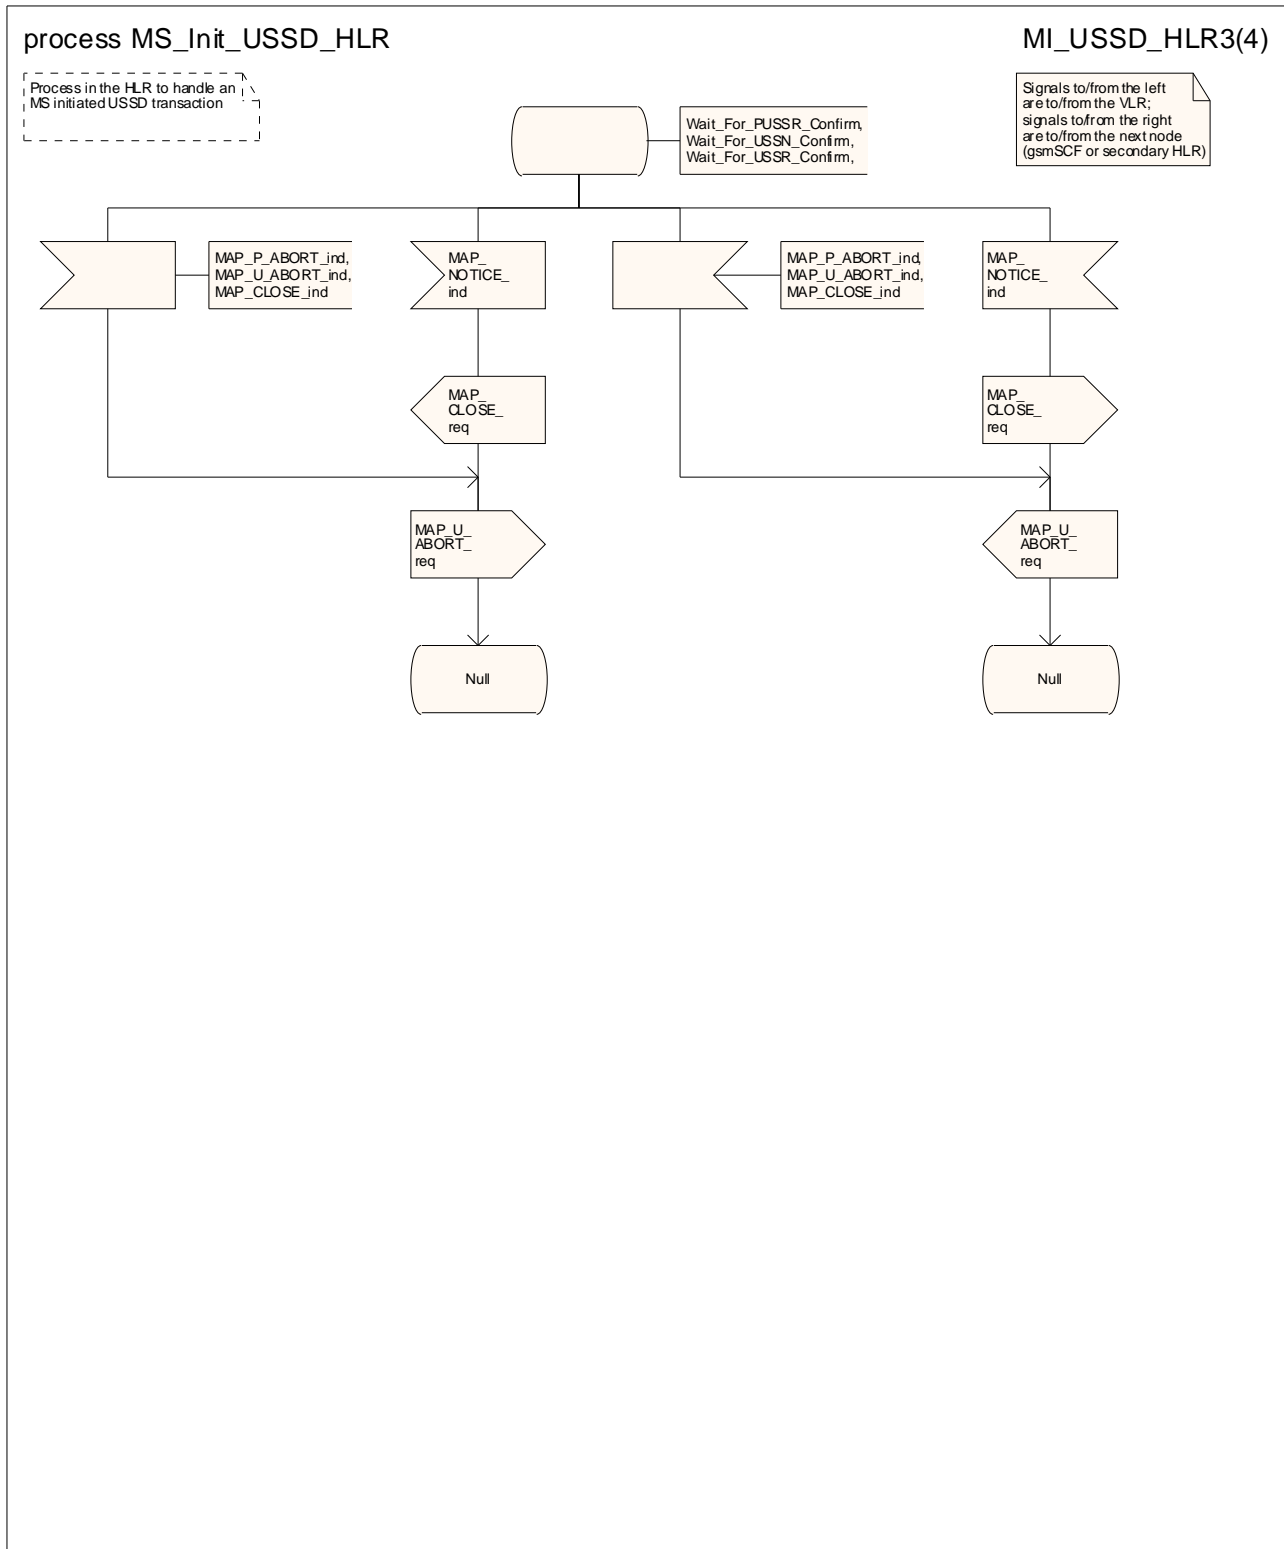 process MS_Init_USSD_HLR
MI_USSD_HLR3(4)
Process in the HLR to handle an
MS initiated USSD transaction
Signals to/from the left
are to/from the VLR;
signals to/from the right
are to/from the next node
(gsmSCF or secondary HLR)
Wait_For_PUSSR_Confirm,
Wait_For_USSN_Confirm,
Wait_For_USSR_Confirm,
MAP_P_ABORT_ind,
MAP_U_ABORT_ind,
MAP_CLOSE_ind
MAP_
NOTICE_
ind
MAP_P_ABORT_ind,
MAP_U_ABORT_ind,
MAP_CLOSE_ind
MAP_
NOTICE_
ind
MAP_
CLOSE_
req
MAP_
CLOSE_
req
MAP_U_
ABORT_
req
MAP_U_
ABORT_
req
Null
Null